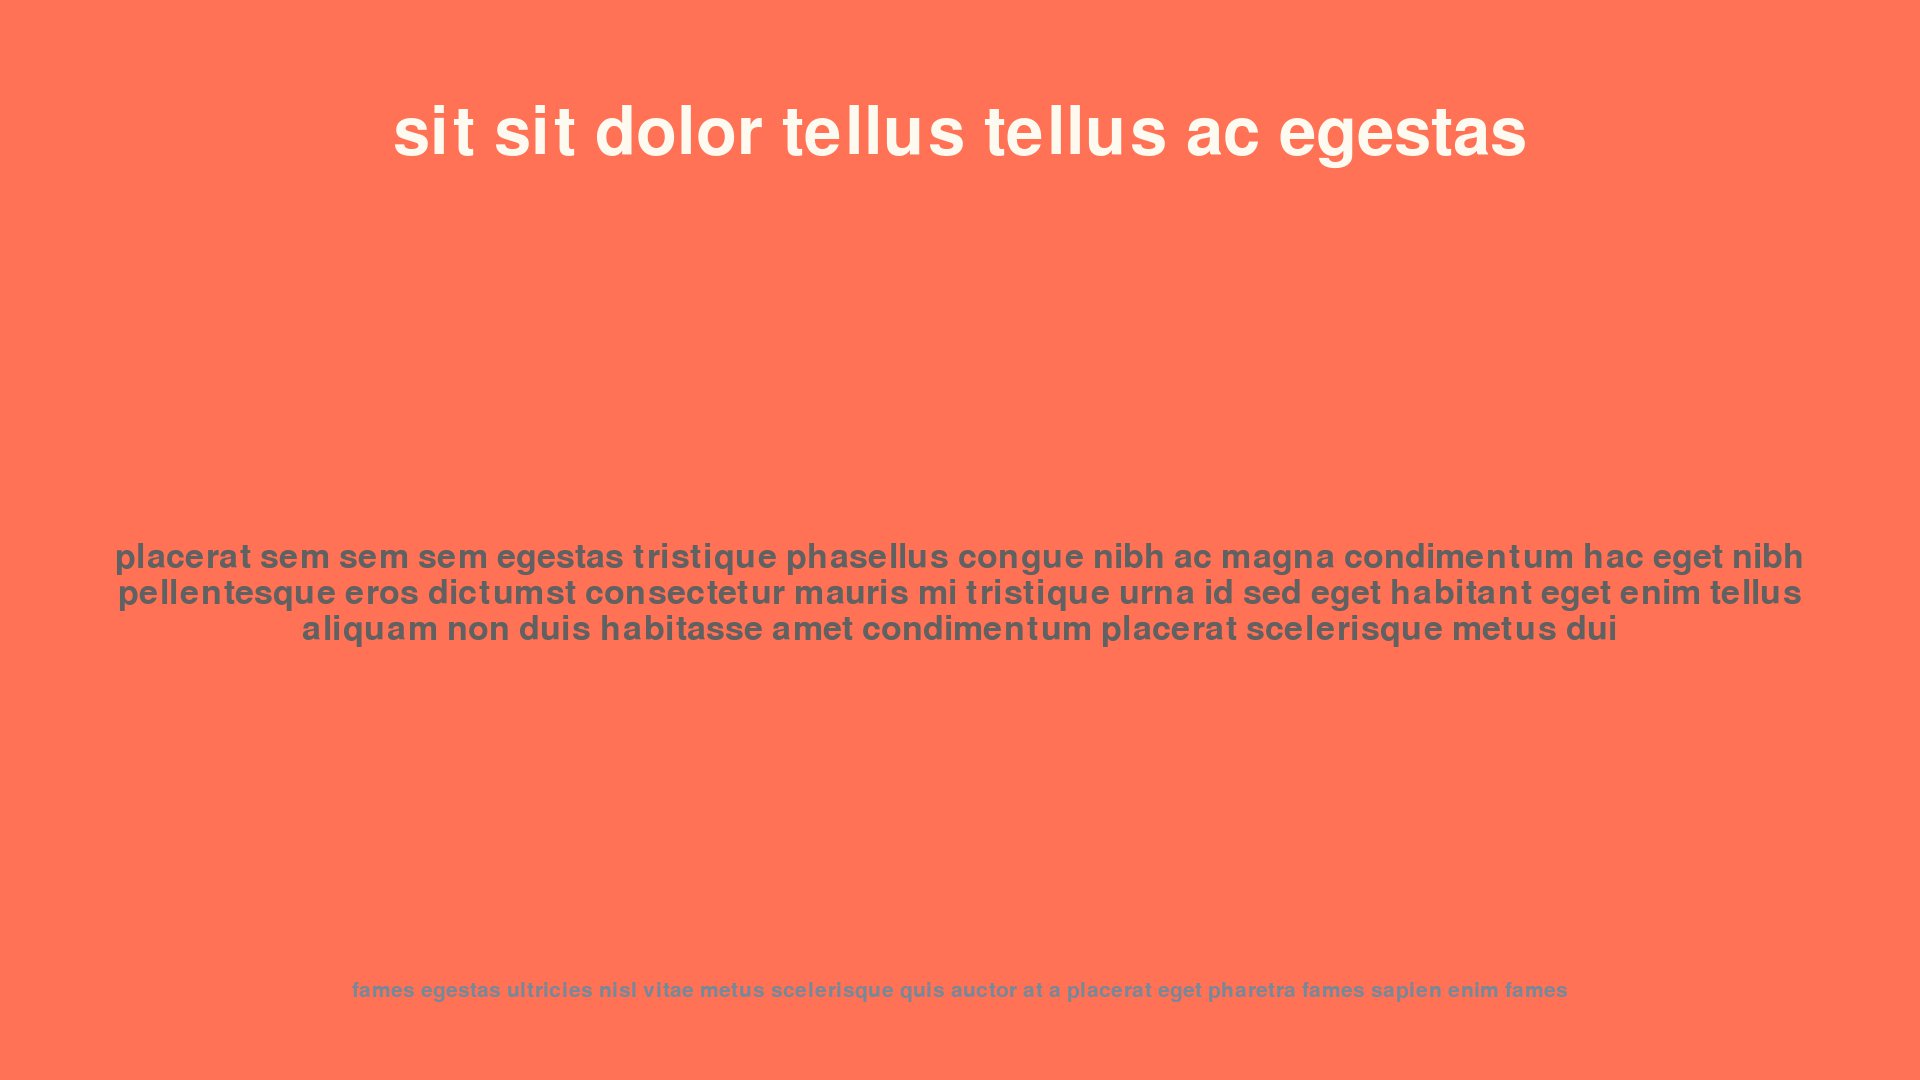 sit sit dolor tellus tellus ac egestas
placerat sem sem sem egestas tristique phasellus congue nibh ac magna condimentum hac eget nibh
pellentesque eros dictumst consectetur mauris mi tristique urna id sed eget habitant eget enim tellus
aliquam non duis habitasse amet condimentum placerat scelerisque metus dui
fames egestas ultricies nisl vitae metus scelerisque quis auctor at a placerat eget pharetra fames sapien enim fames